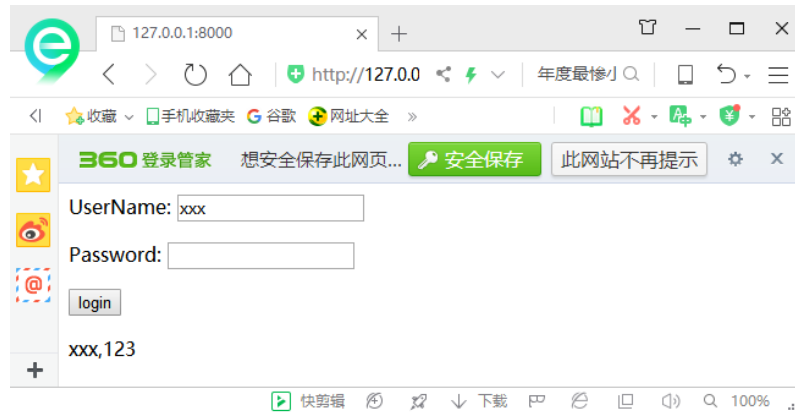 127.0.0.1:8000
http://127.0.0
年度最惨小
收藏 手机收藏夹 谷歌 网址大全 »
360登录管家 想安全保存此网页... 安全保存 此网站不再提示
UserName: xxx
Password:
login
xxx,123
快剪辑 下载 100%